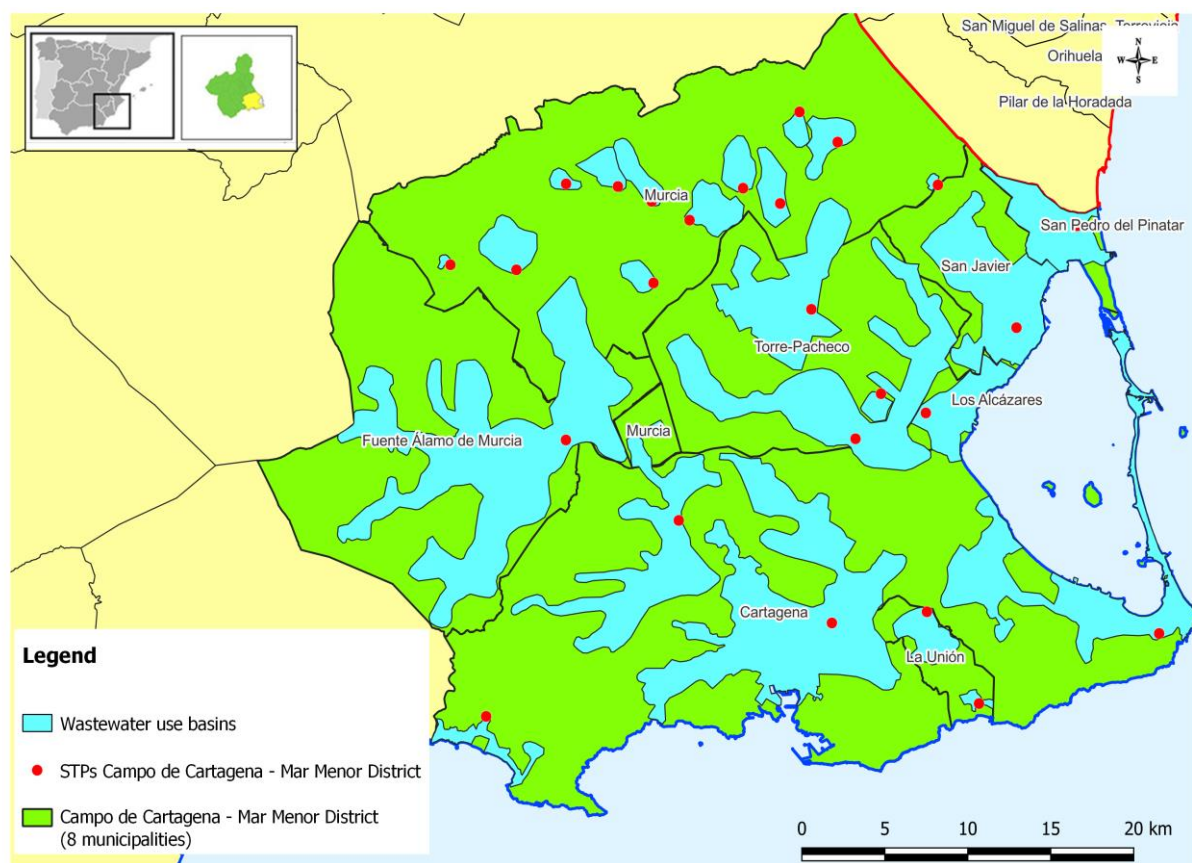 San Miguel de Salinas
Torrevieja
Orihuela
N
W E
S
Pilar de la Horadada
Murcia
San Pedro del Pinatar
San Javier
Torre-Pacheco
Los Alcázares
Fuente Álamo de Murcia
Murcia
Cartagena
La Unión
Legend
Wastewater use basins
STPs Campo de Cartagena - Mar Menor District
Campo de Cartagena - Mar Menor District
(8 municipalities)
0 5 10 15 20 km